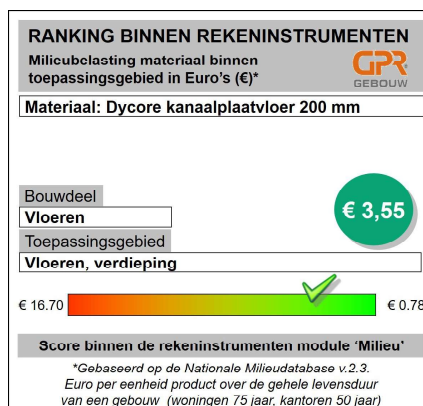 RANKING BINNEN REKENINSTRUMENTEN
Milieubelasting materiaal binnen
toepassingsgebied in Euro's (€)*
GPR
GEBOUW
Materiaal: Dycore kanaalplaatvloer 200 mm
Bouwdeel
Vloeren
€ 3,55
Toepassingsgebied
Vloeren, verdieping
€ 16.70
€ 0.78
Score binnen de rekeninstrumenten module 'Milieu'
*Gebaseerd op de Nationale Milieudatabase v.2.3.
Euro per eenheid product over de gehele levensduur
van een gebouw (woningen 75 jaar, kantoren 50 jaar)